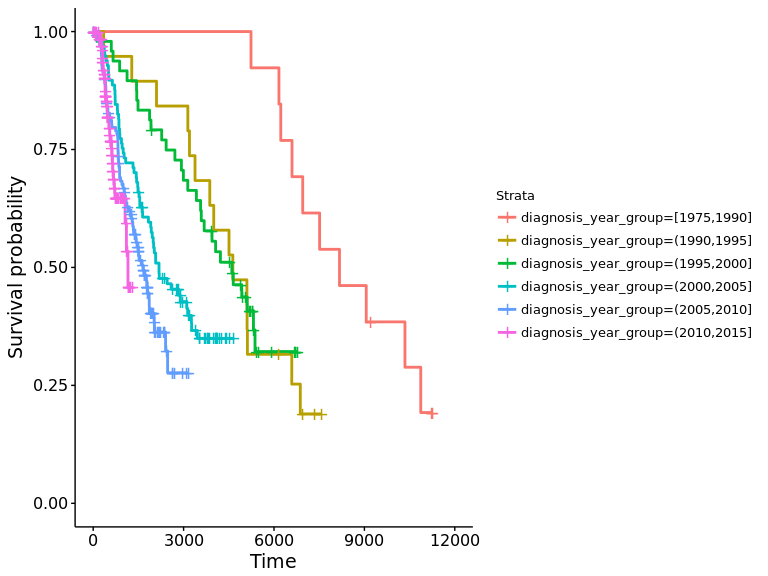 1.00
0.75
0.50
0.25
0.00
Survival probability
0 3000 6000 9000 12000
Time
Strata
diagnosis_year_group=[1975,1990]
diagnosis_year_group=(1990,1995]
diagnosis_year_group=(1995,2000]
diagnosis_year_group=(2000,2005]
diagnosis_year_group=(2005,2010]
diagnosis_year_group=(2010,2015]